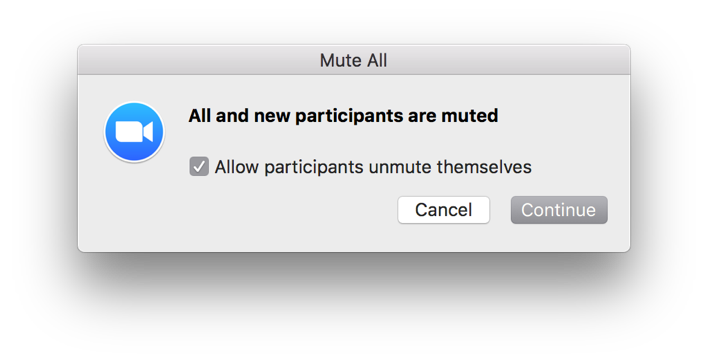 Mute All
All and new participants are muted
Allow participants unmute themselves
Cancel Continue